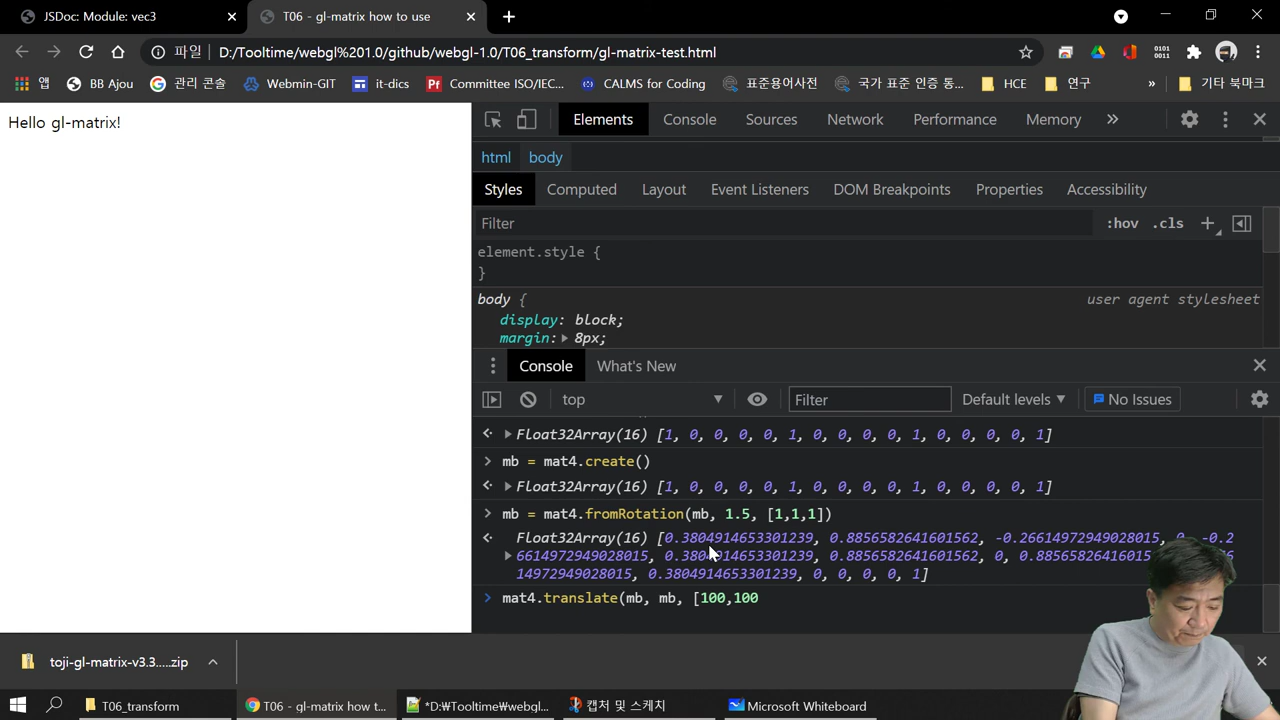 JSDoc: Module: vec3
T06 - gl-matrix how to use
파일 | D:/Tooltime/webgl%201.0/github/webgl-1.0/T06_transform/gl-matrix-test.html
앱 BB Ajou 관리 콘솔 Webmin-GIT it-dics Committee ISO/IEC... CALMS for Coding 표준용어사전 국가 표준 인증 통... HCE 연구 » 기타 북마크
Hello gl-matrix!
Elements Console Sources Network Performance Memory »
html body
Styles Computed Layout Event Listeners DOM Breakpoints Properties Accessibility
Filter :hov .cls +
element.style {
}
body { user agent stylesheet
display: block;
margin: 8px;
Console What's New
top Filter Default levels No Issues
Float32Array(16) [1, 0, 0, 0, 0, 1, 0, 0, 0, 0, 1, 0, 0, 0, 0, 1]
mb = mat4.create()
Float32Array(16) [1, 0, 0, 0, 0, 1, 0, 0, 0, 0, 1, 0, 0, 0, 0, 1]
mb = mat4.fromRotation(mb, 1.5, [1,1,1])
Float32Array(16) [0.3804914653301239, 0.8856582641601562, -0.26614972949028015, 0, -0.2
6614972949028015, 0.3804914653301239, 0.8856582641601562, 0, 0.88565826416015
14972949028015, 0.3804914653301239, 0, 0, 0, 0, 1]
mat4.translate(mb, mb, [100,100
toji-gl-matrix-v3.3.....zip
T06_transform T06 - gl-matrix how t... *D:₩Tooltime₩webgl... 캡처 및 스케치 Microsoft Whiteboard